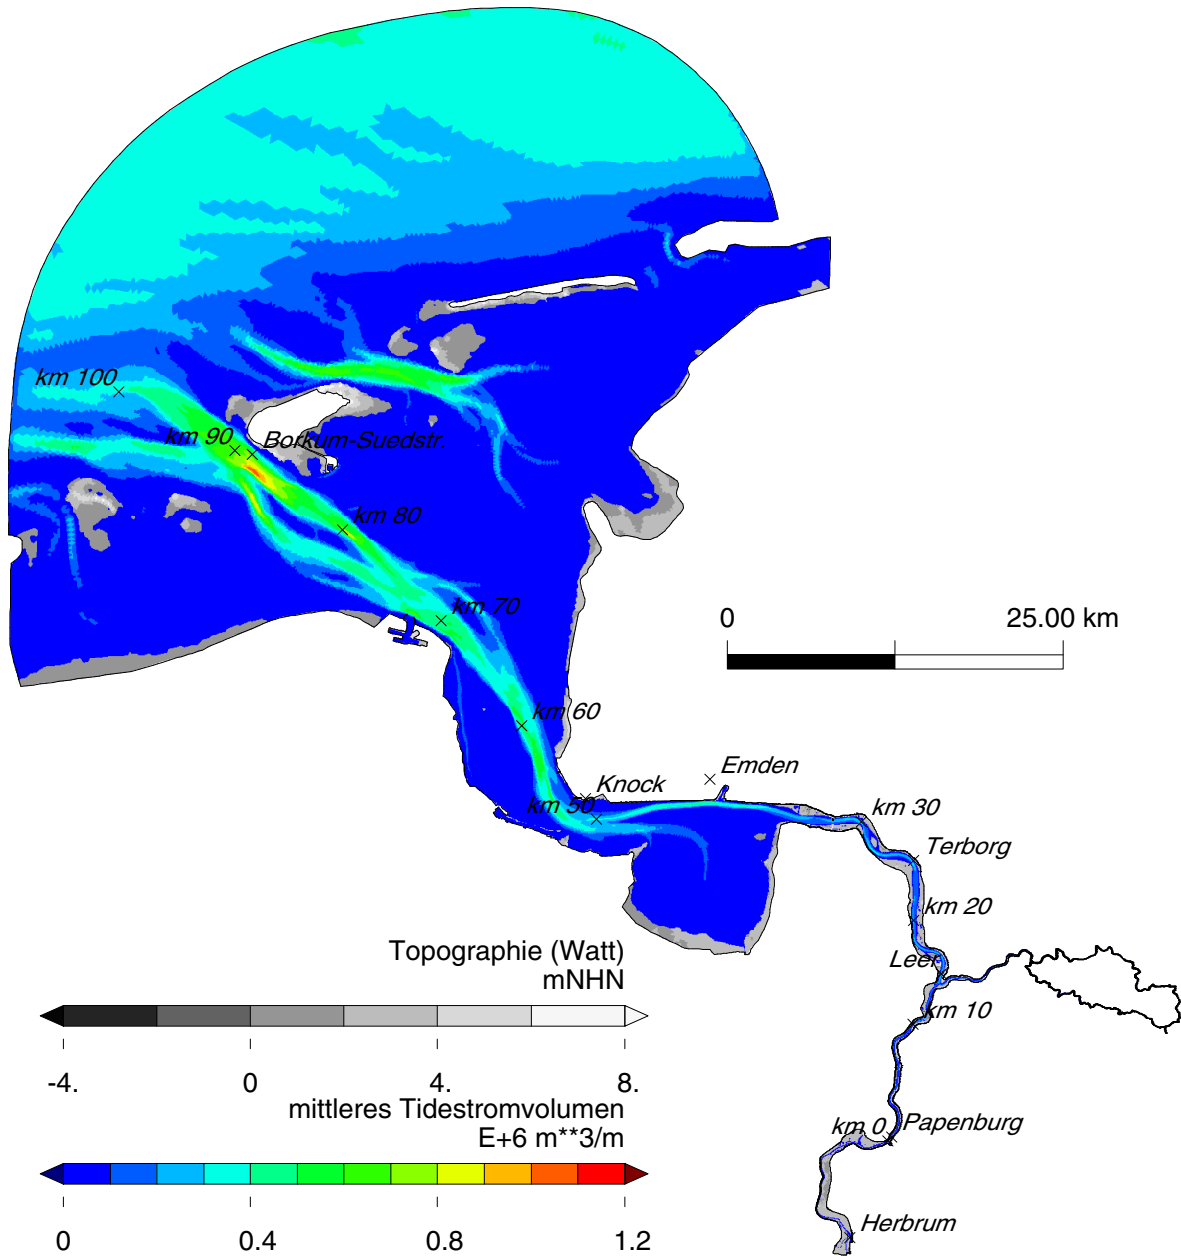 km 100
km 90
Borkum-Suedstr.
km 80
km 70
0
25.00 km
km 60
Emden
Knock
km 50
km 30
Terborg
km 20
Topographie (Watt)
mNHN
Leer
km 10
-4.
0
4.
8.
mittleres Tidestromvolumen
E+6 m**3/m
km 0
Papenburg
Herbrum
0
0.4
0.8
1.2